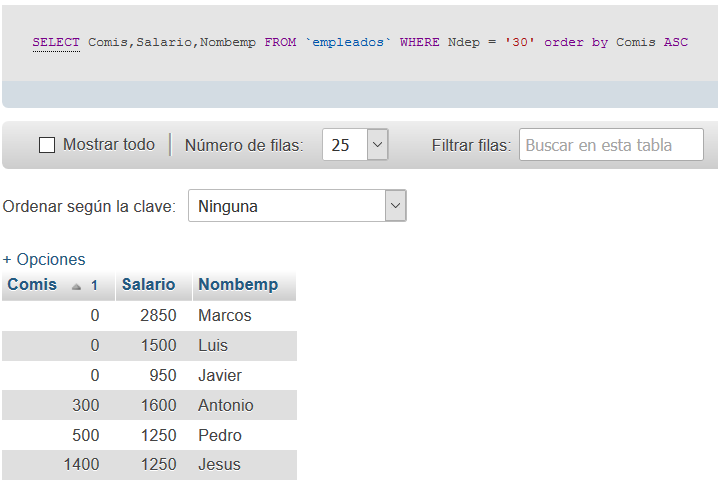 SELECT Comis,Salario,Nombemp FROM `empleados` WHERE Ndep = '30' order by Comis ASC
Mostrar todo Número de filas: 25 Filtrar filas: Buscar en esta tabla
Ordenar según la clave: Ninguna
+ Opciones
Comis 1 Salario Nombemp
0 2850 Marcos
0 1500 Luis
0 950 Javier
300 1600 Antonio
500 1250 Pedro
1400 1250 Jesus